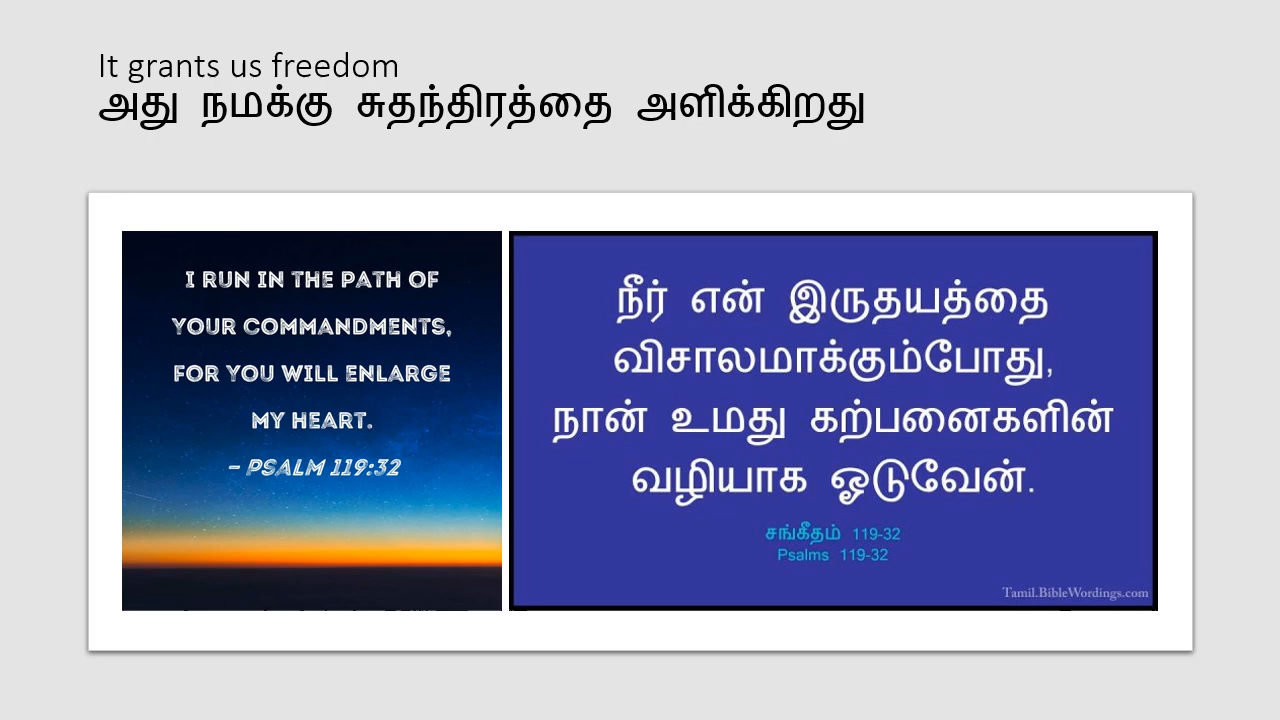 It grants us freedom
அது நமக்கு சுதந்திரத்தை அளிக்கிறது
I RUN IN THE PATH OF
YOUR COMMANDMENTS,
FOR YOU WILL ENLARGE
MY HEART.
– PSALM 119:32
நீர் என் இருதயத்தை
விசாலமாக்கும்போது,
நான் உமது கற்பனைகளின்
வழியாக ஓடுவேன்.
சங்கீதம் 119-32
Psalms 119-32
Tamil.BibleWordings.com